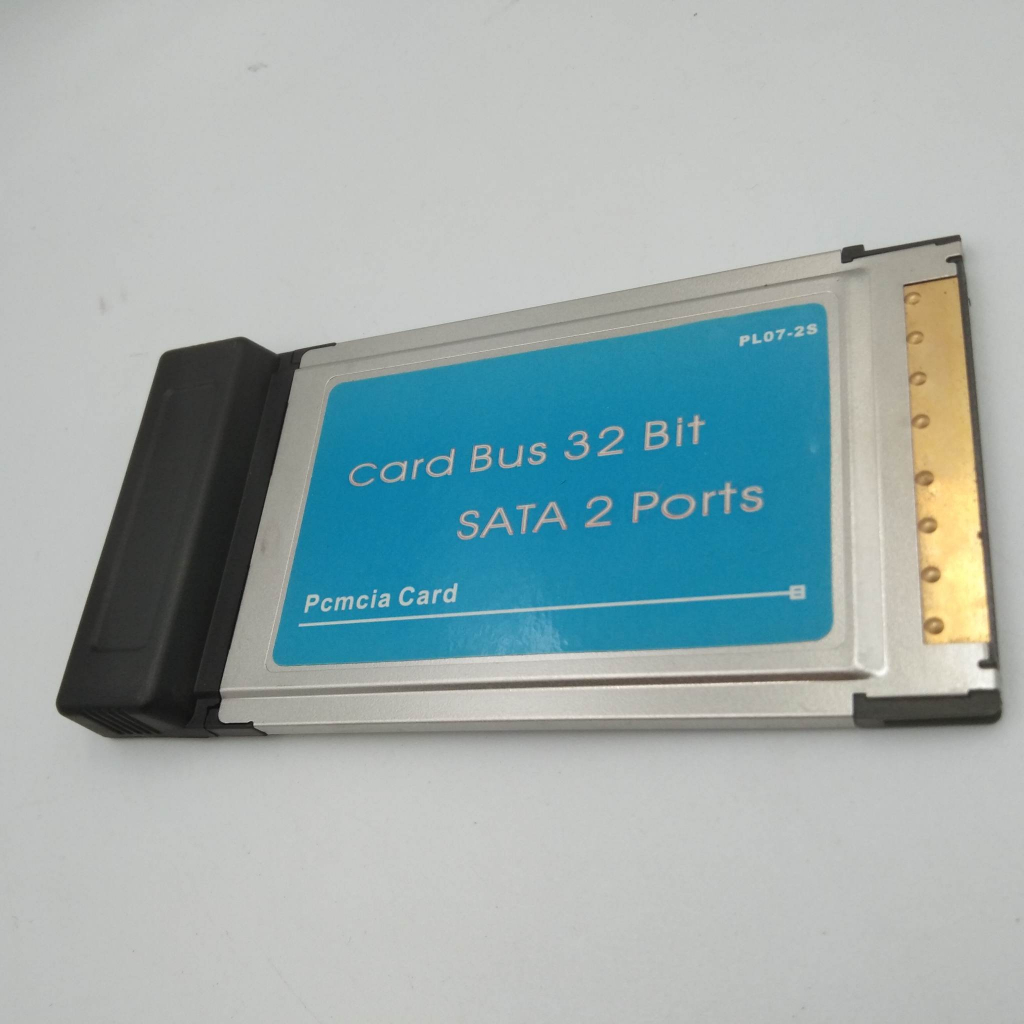 PL07-2S
Card Bus 32 Bit
SATA 2 Ports
Pcmcia Card